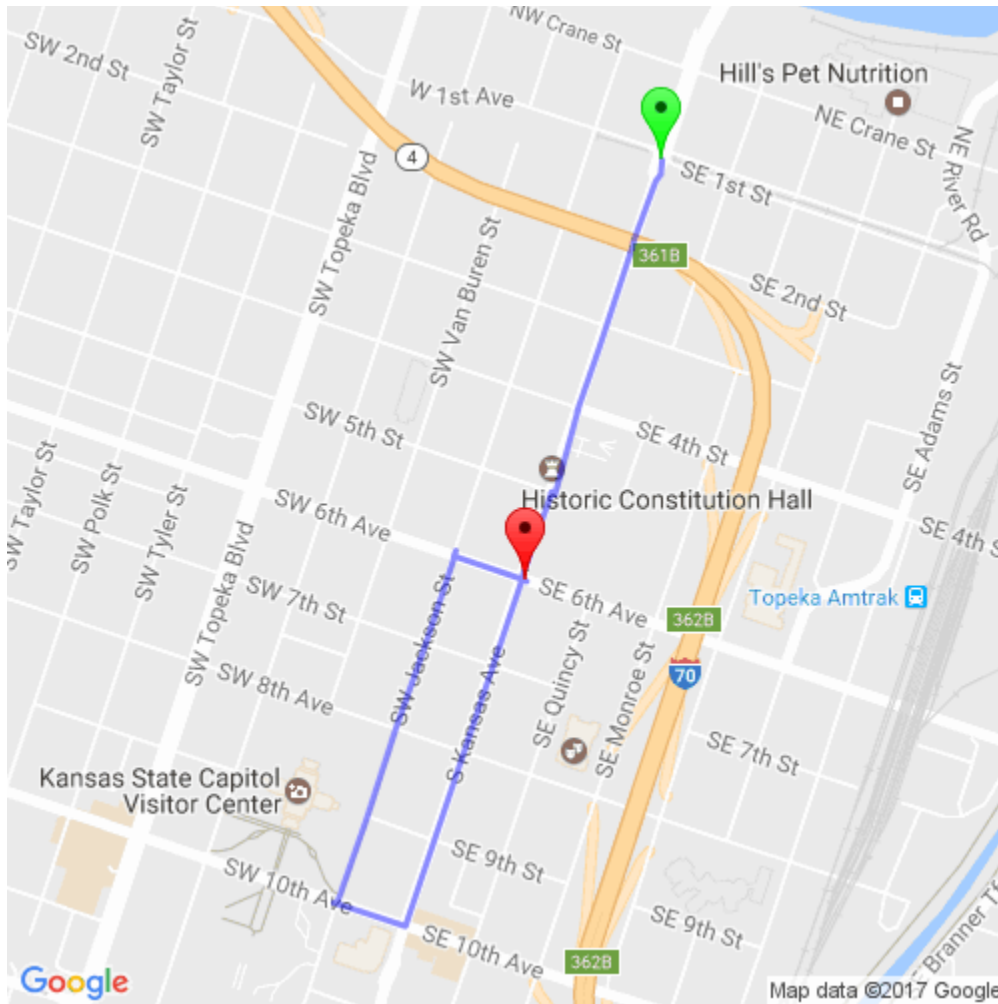 NW Crane St
SW 2nd St
SW Taylor St
W 1st Ave
Hill's Pet Nutrition
NE Crane St
NE River Rd
SE 1st St
4
SW Topeka Blvd
361B
SW Van Buren St
SE 2nd St
SW 5th St
SE 4th St
SE Adams St
Historic Constitution Hall
SE 4th St
SW Taylor St
SW Polk St
SW Tyler St
SW Topeka Blvd
SW 6th Ave
SE 6th Ave
Topeka Amtrak
362B
SW 7th St
SW Jackson St
S Kansas Ave
SE Quincy St
SE Monroe St
70
SW 8th Ave
SE 7th St
Kansas State Capitol
Visitor Center
SE 9th St
SW 10th Ave
SE 9th St
SE 10th Ave
362B
SE Branner
Google
Map data ©2017 Google